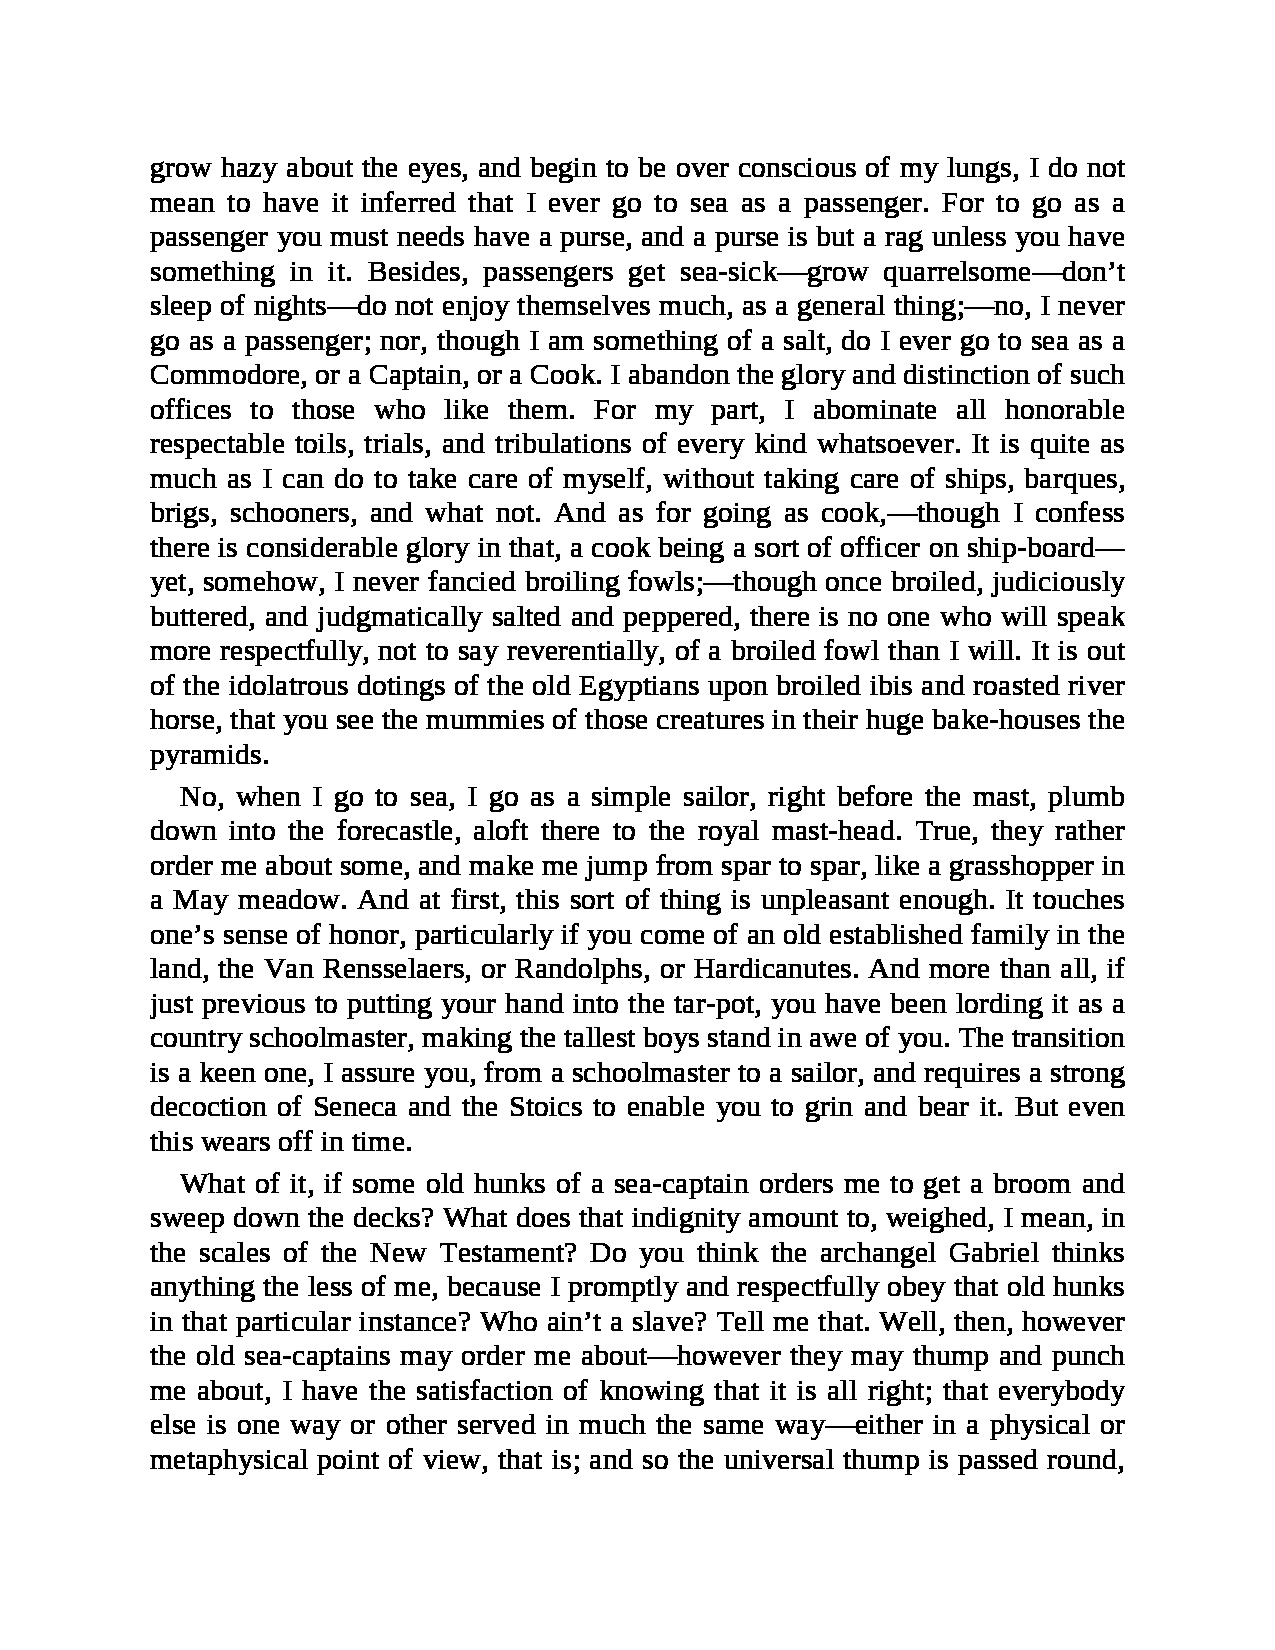 grow hazy about the eyes, and begin to be over conscious of my lungs, I do not
mean to have it inferred that I ever go to sea as a passenger. For to go as a
passenger you must needs have a purse, and a purse is but a rag unless you have
something in it. Besides, passengers get sea-sick—grow quarrelsome—don’t
sleep of nights—do not enjoy themselves much, as a general thing;—no, I never
go as a passenger; nor, though I am something of a salt, do I ever go to sea as a
Commodore, or a Captain, or a Cook. I abandon the glory and distinction of such
offices to those who like them. For my part, I abominate all honorable
respectable toils, trials, and tribulations of every kind whatsoever. It is quite as
much as I can do to take care of myself, without taking care of ships, barques,
brigs, schooners, and what not. And as for going as cook,—though I confess
there is considerable glory in that, a cook being a sort of officer on ship-board—
yet, somehow, I never fancied broiling fowls;—though once broiled, judiciously
buttered, and judgmatically salted and peppered, there is no one who will speak
more respectfully, not to say reverentially, of a broiled fowl than I will. It is out
of the idolatrous dotings of the old Egyptians upon broiled ibis and roasted river
horse, that you see the mummies of those creatures in their huge bake-houses the
pyramids.
No, when I go to sea, I go as a simple sailor, right before the mast, plumb
down into the forecastle, aloft there to the royal mast-head. True, they rather
order me about some, and make me jump from spar to spar, like a grasshopper in
a May meadow. And at first, this sort of thing is unpleasant enough. It touches
one’s sense of honor, particularly if you come of an old established family in the
land, the Van Rensselaers, or Randolphs, or Hardicanutes. And more than all, if
just previous to putting your hand into the tar-pot, you have been lording it as a
country schoolmaster, making the tallest boys stand in awe of you. The transition
is a keen one, I assure you, from a schoolmaster to a sailor, and requires a strong
decoction of Seneca and the Stoics to enable you to grin and bear it. But even
this wears off in time.
What of it, if some old hunks of a sea-captain orders me to get a broom and
sweep down the decks? What does that indignity amount to, weighed, I mean, in
the scales of the New Testament? Do you think the archangel Gabriel thinks
anything the less of me, because I promptly and respectfully obey that old hunks
in that particular instance? Who ain’t a slave? Tell me that. Well, then, however
the old sea-captains may order me about—however they may thump and punch
me about, I have the satisfaction of knowing that it is all right; that everybody
else is one way or other served in much the same way—either in a physical or
metaphysical point of view, that is; and so the universal thump is passed round,